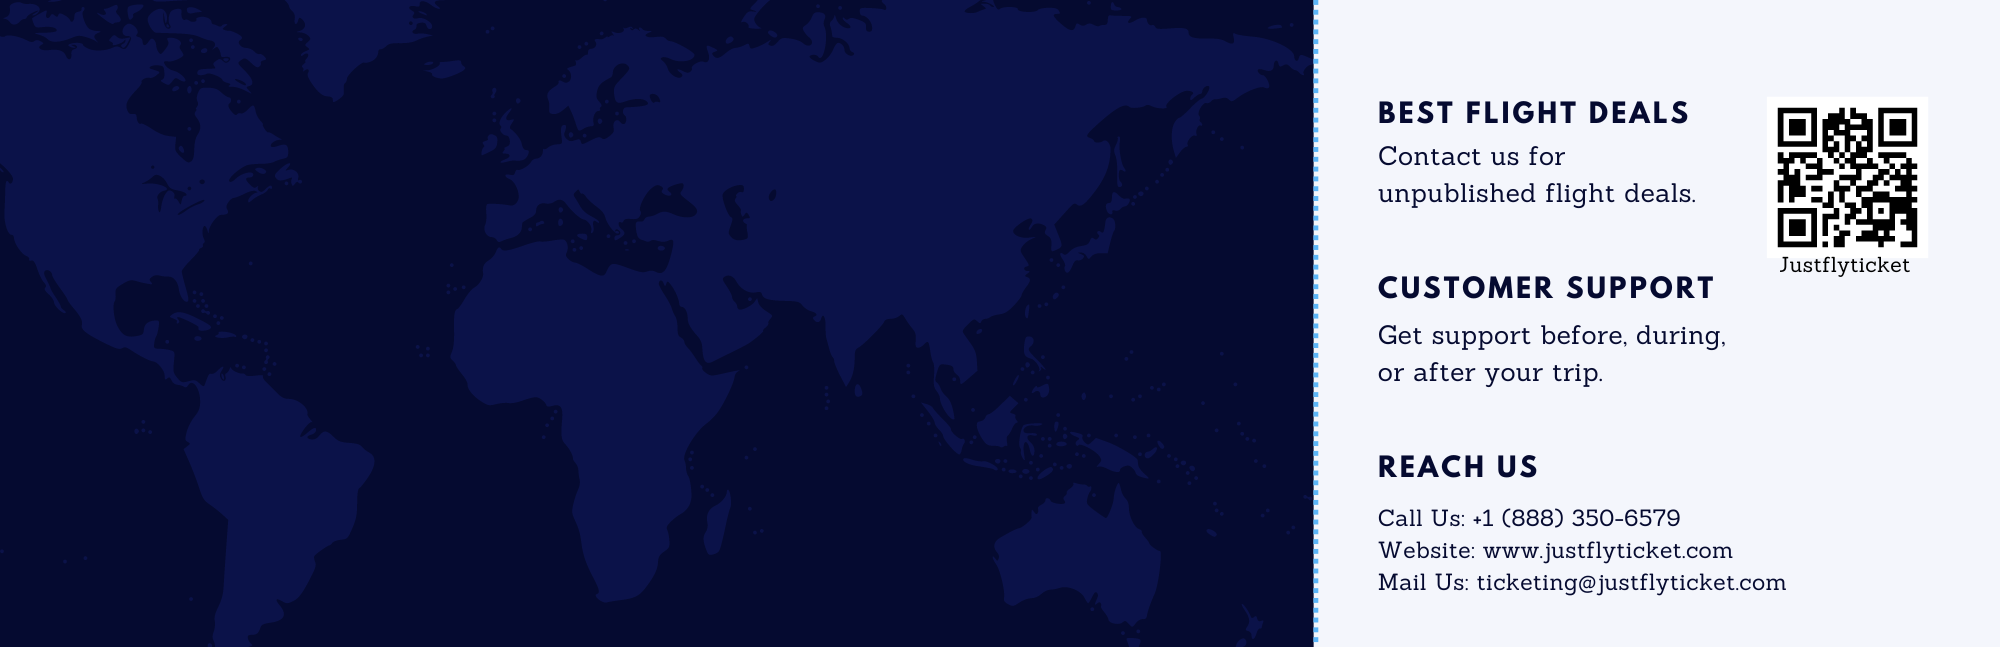 BEST FLIGHT DEALS
Contact us for
unpublished flight deals.
Justflyticket
CUSTOMER SUPPORT
Get support before, during,
or after your trip.
REACH US
Call Us: +1 (888) 350-6579
Website: www.justflyticket.com
Mail Us: ticketing@justflyticket.com